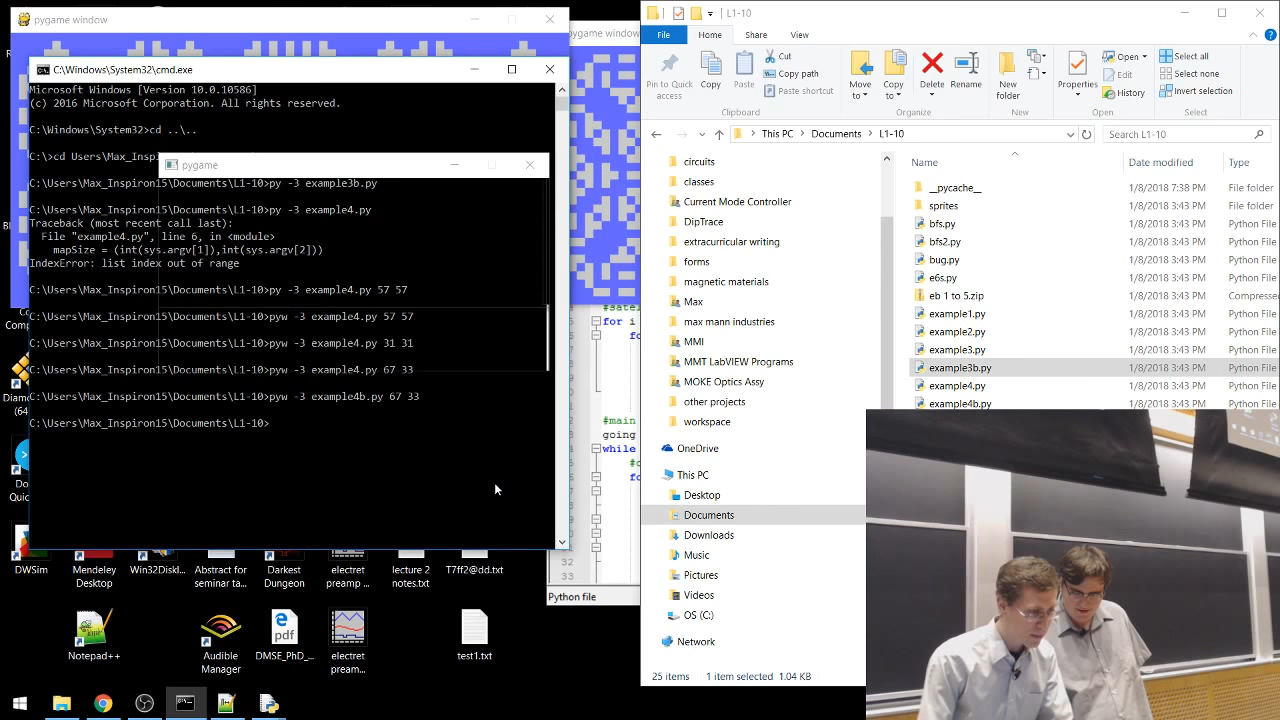 pygame window
C:\Windows\System32\cmd.exe
Microsoft Windows [Version 10.0.10586]
(c) 2016 Microsoft Corporation. All rights reserved.
C:\Windows\System32>cd ..\..
C:\>cd Users\Max_Inspi
pygame
C:\Users\Max_Inspiron15\Documents\L1-10>py -3 example3b.py
C:\Users\Max_Inspiron15\Documents\L1-10>py -3 example4.py
Traceback (most recent call last):
File "example4.py", line 6, in <module>
mapSize = (int(sys.argv[1]),int(sys.argv[2]))
IndexError: list index out of range
C:\Users\Max_Inspiron15\Documents\L1-10>py -3 example4.py 57 57
C:\Users\Max_Inspiron15\Documents\L1-10>pyw -3 example4.py 57 57
C:\Users\Max_Inspiron15\Documents\L1-10>pyw -3 example4.py 31 31
C:\Users\Max_Inspiron15\Documents\L1-10>pyw -3 example4.py 67 33
C:\Users\Max_Inspiron15\Documents\L1-10>pyw -3 example4b.py 67 33
C:\Users\Max_Inspiron15\Documents\L1-10>
pygame window
for i
#main
going
while
32
33
Python file
DWSim
Mendeley Desktop
Win32Diskl...
Abstract for seminar ta...
Darkest Dungeon
electret preamp ...
lecture 2 notes.txt
T7ff2@dd.txt
Notepad++
Audible Manager
DMSE_PhD_...
electret pream...
test1.txt
L1-10
File Home Share View
Pin to Quick access
Copy
Paste
Cut
Copy path
Paste shortcut
Move to
Copy to
Delete
Rename
New folder
Properties
Open
Edit
History
Select all
Select none
Invert selection
Clipboard
Organize
New
Open
Select
This PC > Documents > L1-10
Search L1-10
circuits
classes
Current Mode Controller
DipTrace
extracurricular writing
forms
magnetic materials
Max
max mann industries
MMI
MMT LabVIEW Programs
MOKE Optics Assy
other projects
workspace
OneDrive
This PC
Desktop
Documents
Downloads
Music
Pictures
Videos
OS (C:)
Network
Name Date modified Type
__pycache__ 1/8/2018 7:38 PM File folder
sprites 1/8/2018 3:43 PM File folder
bfs.py 1/8/2018 3:43 PM Python File
bfs2.py 1/8/2018 3:43 PM Python File
bug.py 1/8/2018 3:43 PM Python File
e6s.py 1/8/2018 3:43 PM Python File
eb 1 to 5.zip 1/8/2018 3:43 PM Compresse
example1.py 1/8/2018 3:43 PM Python File
example2.py 1/8/2018 3:43 PM Python File
example3.py 1/8/2018 3:43 PM Python File
example3b.py 1/8/2018 3:43 PM Python File
example4.py 1/8/2018 3:43 PM Python File
example4b.py 1/8/2018 3:43 PM Python File
25 items 1 item selected 1.04 KB